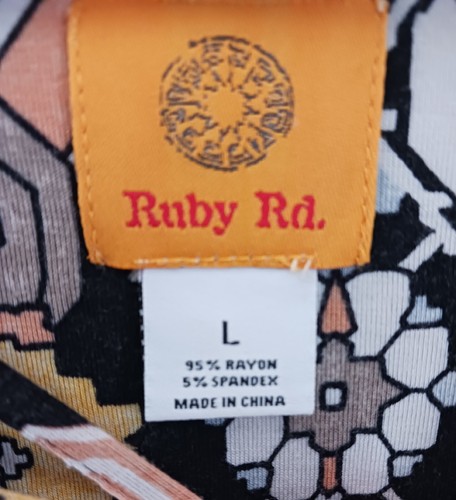 Ruby Rd.
L
95% RAYON
5% SPANDEX
MADE IN CHINA